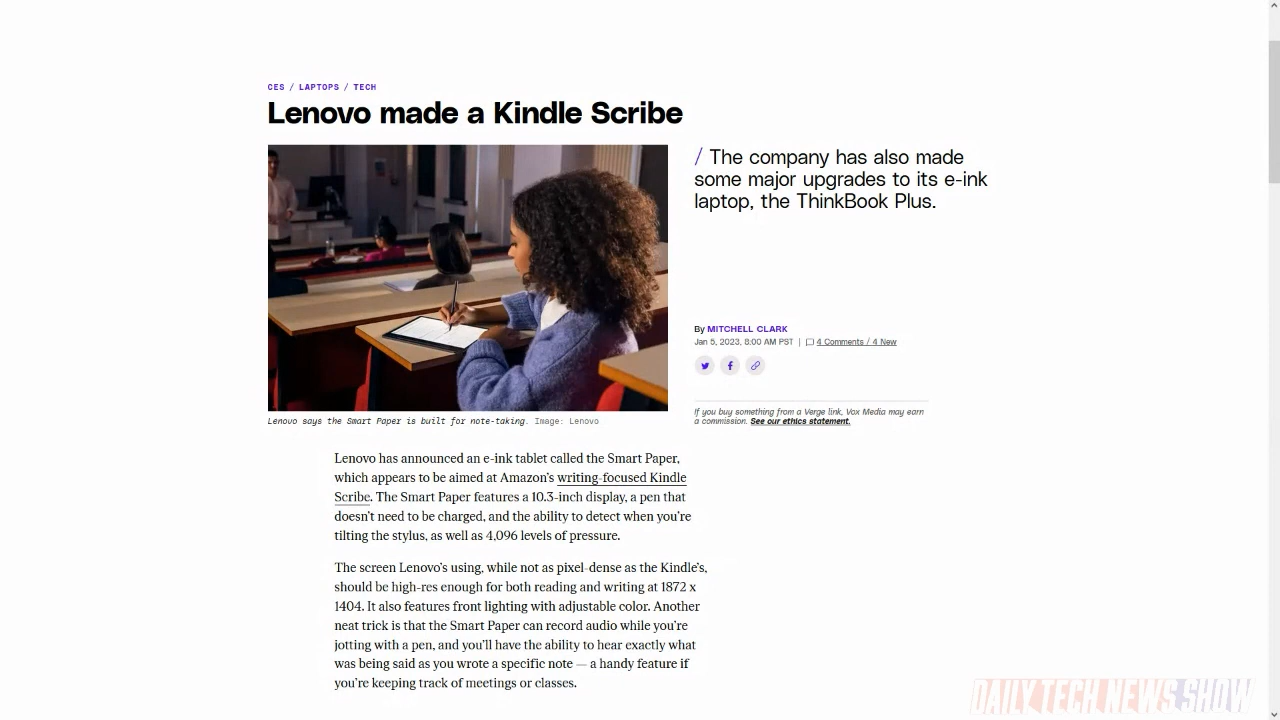 CES / LAPTOPS / TECH
Lenovo made a Kindle Scribe
/ The company has also made
some major upgrades to its e-ink
laptop, the ThinkBook Plus.
By MITCHELL CLARK
Jan 5, 2023, 8:00 AM PST | 4 Comments / 4 New
If you buy something from a Verge link, Vox Media may earn
a commission. See our ethics statement.
Lenovo says the Smart Paper is built for note-taking. Image: Lenovo
Lenovo has announced an e-ink tablet called the Smart Paper,
which appears to be aimed at Amazon's writing-focused Kindle
Scribe. The Smart Paper features a 10.3-inch display, a pen that
doesn't need to be charged, and the ability to detect when you're
tilting the stylus, as well as 4,096 levels of pressure.
The screen Lenovo's using, while not as pixel-dense as the Kindle's,
should be high-res enough for both reading and writing at 1872 x
1404. It also features front lighting with adjustable color. Another
neat trick is that the Smart Paper can record audio while you're
jotting with a pen, and you'll have the ability to hear exactly what
was being said as you wrote a specific note — a handy feature if
you're keeping track of meetings or classes.
DAILY TECH NEWS SHOW